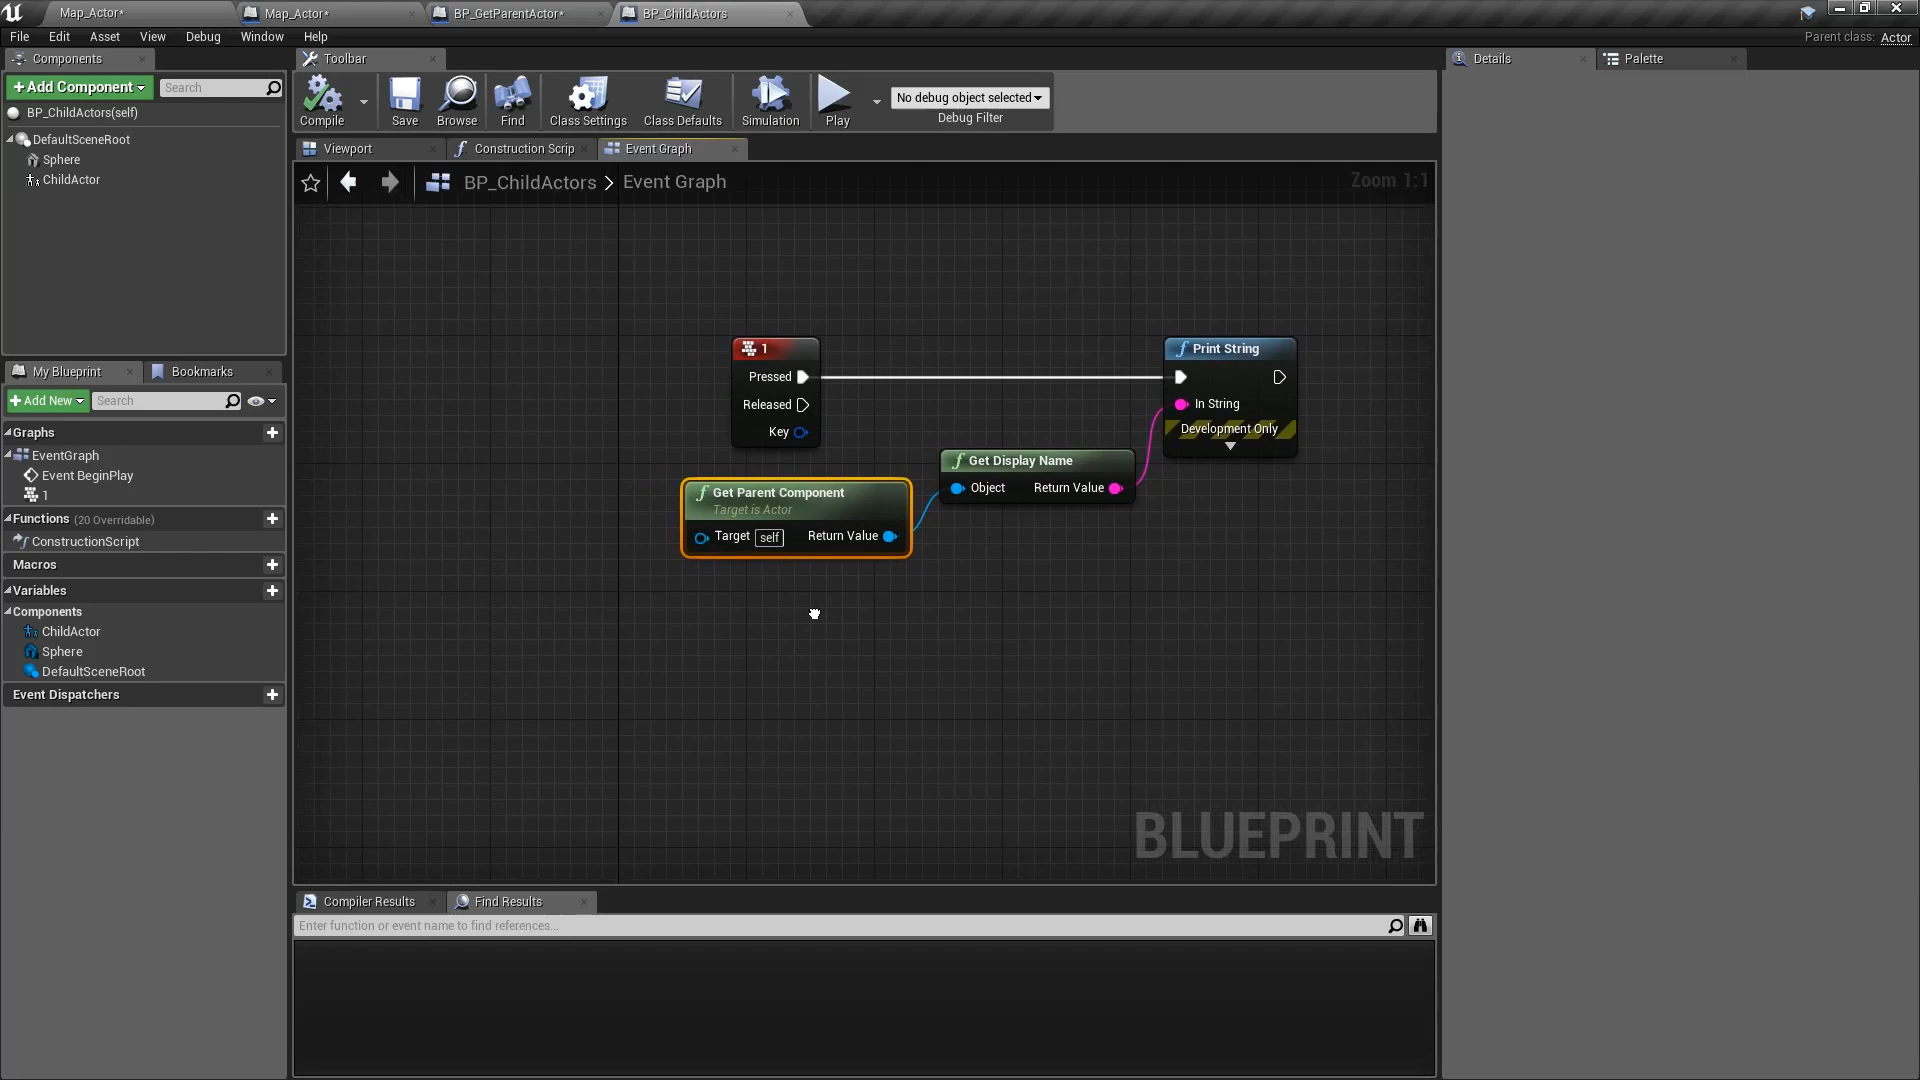 Map_Actor*
Map_Actor*
BP_GetParentActor*
BP_ChildActors
File Edit Asset View Debug Window Help
Parent class: Actor
Components
+Add Component
Search
BP_ChildActors(self)
DefaultSceneRoot
Sphere
ChildActor
Toolbar
Compile
Save
Browse
Find
Class Settings
Class Defaults
Simulation
Play
No debug object selected
Debug Filter
Viewport
Construction Scrip
Event Graph
BP_ChildActors > Event Graph
Zoom 1:1
1
Pressed
Released
Key
Print String
In String
Development Only
Get Display Name
Object Return Value
Get Parent Component
Target is Actor
Target self Return Value
BLUEPRINT
My Blueprint
Bookmarks
+Add New
Search
Graphs
EventGraph
Event BeginPlay
1
Functions (20 Overridable)
ConstructionScript
Macros
Variables
Components
ChildActor
Sphere
DefaultSceneRoot
Event Dispatchers
Compiler Results
Find Results
Enter function or event name to find references...
Details
Palette